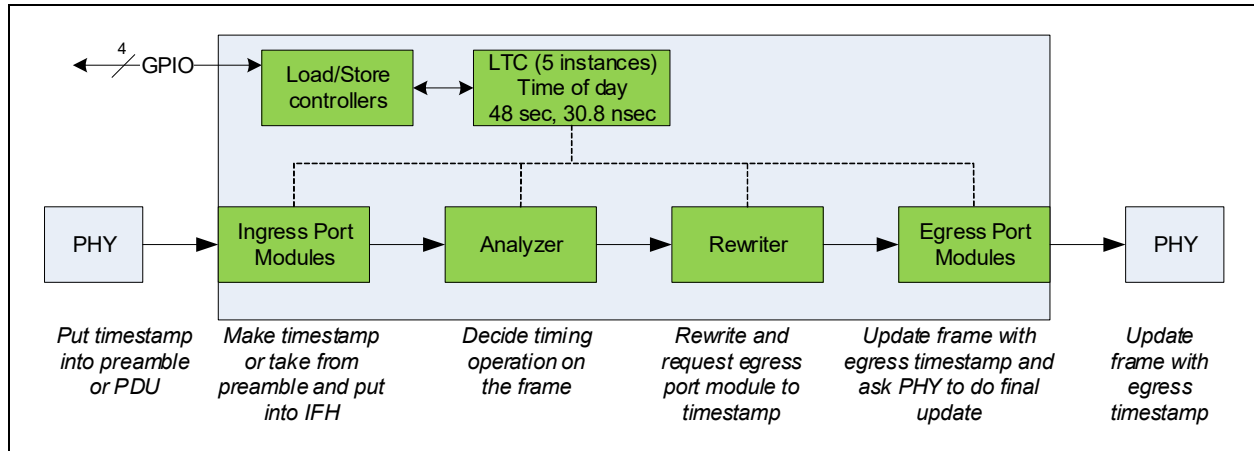 4
GPIO
Load/Store
controllers
LTC (5 instances)
Time of day
48 sec, 30.8 nsec
PHY
Ingress Port
Modules
Analyzer
Rewriter
Egress Port
Modules
PHY
Put timestamp
into preamble
or PDU
Make timestamp
or take from
preamble and put
into IFH
Decide timing
operation on
the frame
Rewrite and
request egress
port module to
timestamp
Update frame with
egress timestamp and
ask PHY to do final
update
Update
frame with
egress
timestamp